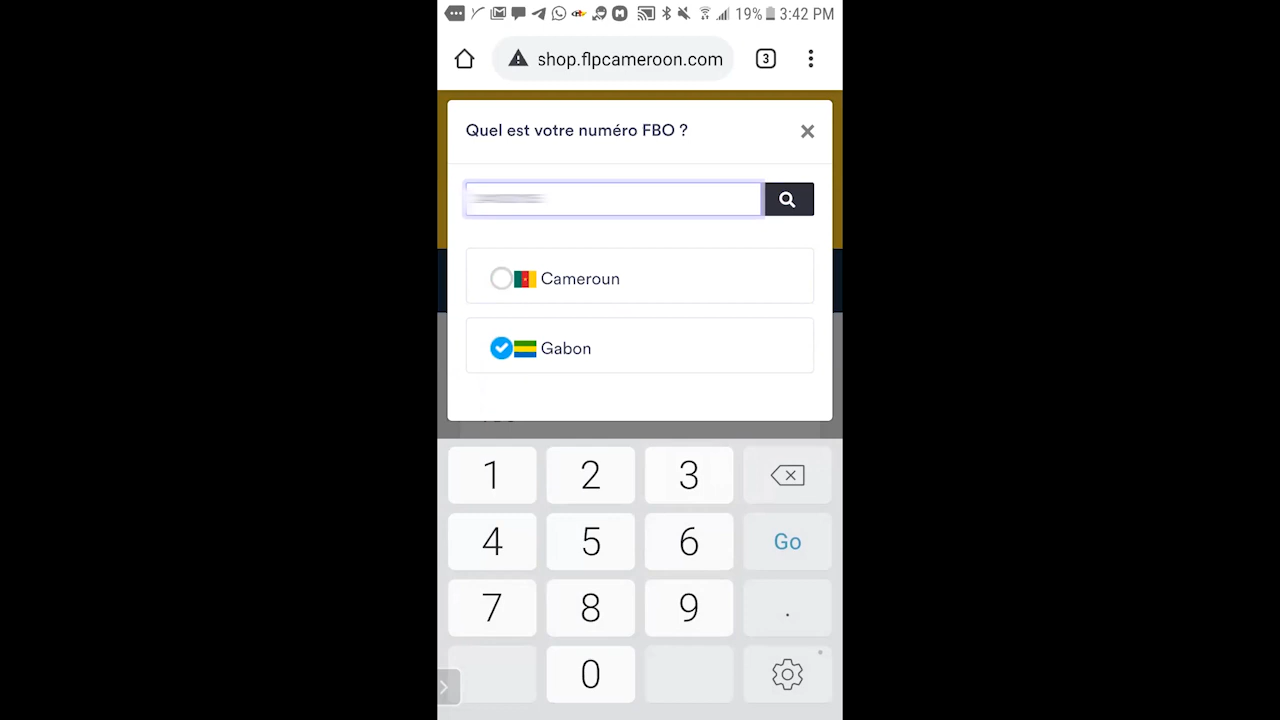 19% 3:42 PM
shop.flpcameroon.com
3
Quel est votre numéro FBO ?
Cameroun
Gabon
1 2 3
4 5 6 Go
7 8 9 .
0